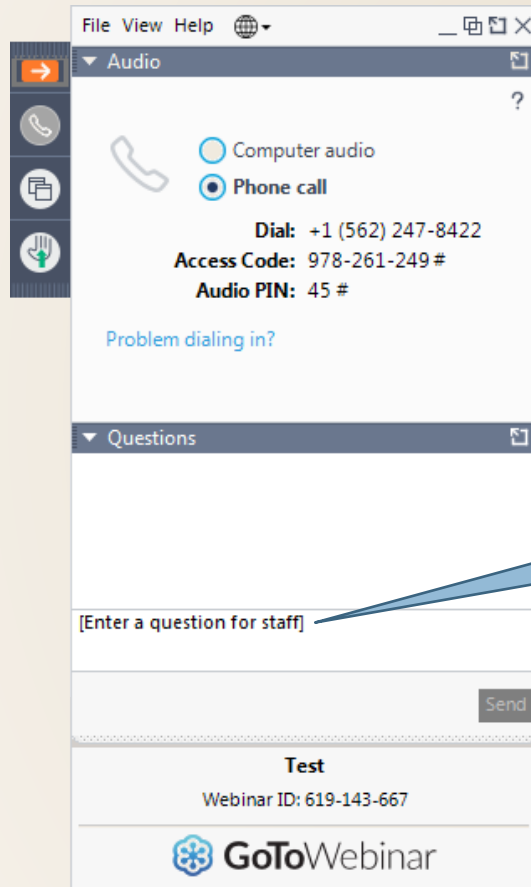 File View Help
Audio
?
Computer audio
Phone call
Dial: +1 (562) 247-8422
Access Code: 978-261-249 #
Audio PIN: 45 #
Problem dialing in?
Questions
[Enter a question for staff]
Send
Test
Webinar ID: 619-143-667
GoToWebinar